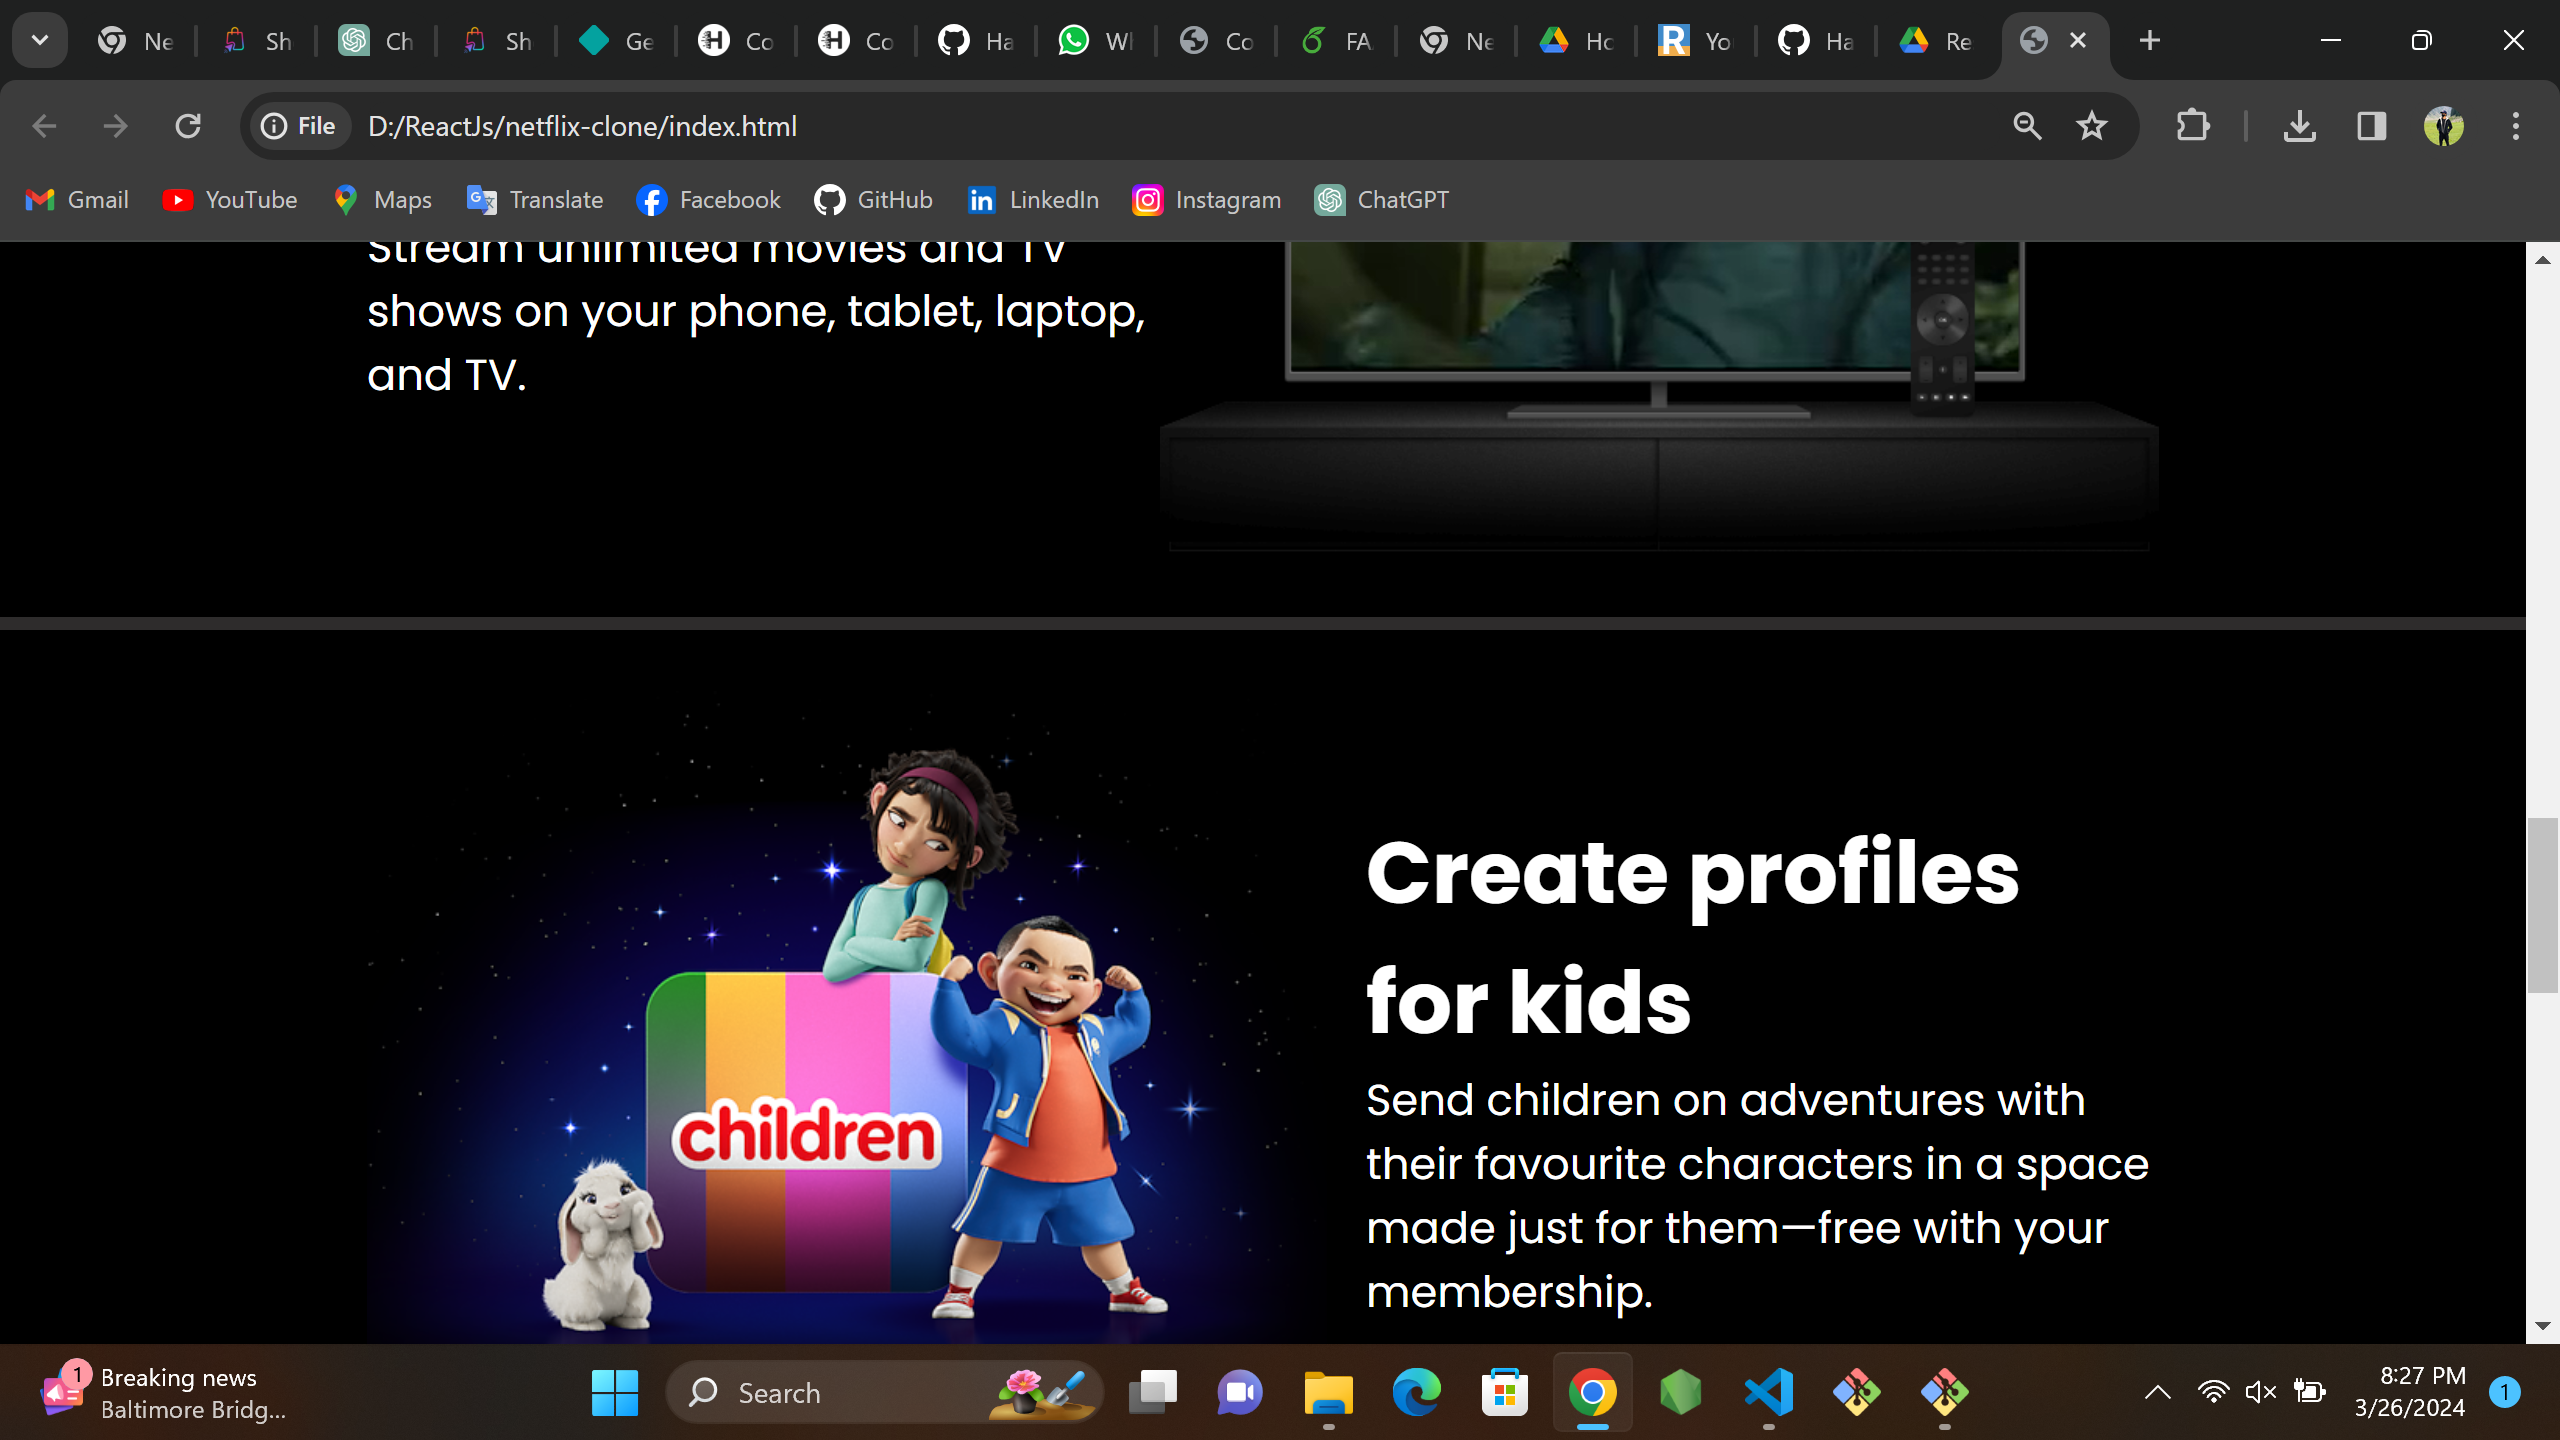 Ne
Sh
Ch
Sh
Ge
Co
Co
Ha
Co
FA
Ne
Ho
Yo
Ha
Re
File
D:/ReactJs/netflix-clone/index.html
Gmail
YouTube
Maps
Translate
Facebook
GitHub
LinkedIn
Instagram
ChatGPT
Stream unlimited movies and TV
shows on your phone, tablet, laptop,
and TV.
Create profiles
for kids
Send children on adventures with
their favourite characters in a space
made just for them—free with your
membership.
children
1
Breaking news
Baltimore Bridg...
Search
8:27 PM
3/26/2024
1